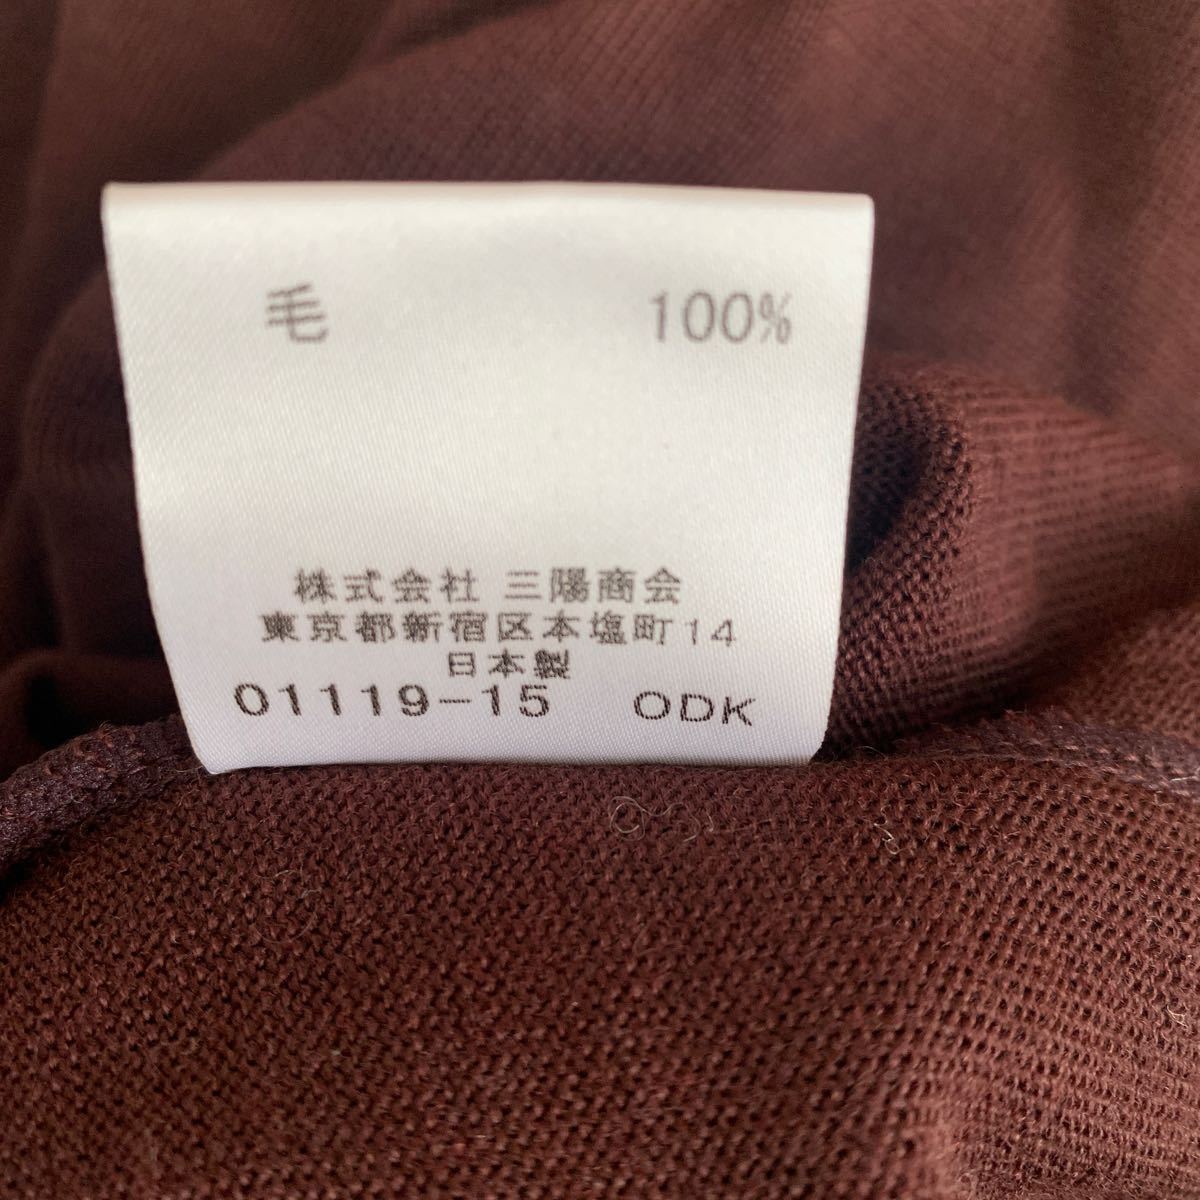 毛 100%
株式会社 三陽商会
東京都新宿区本塩町14
日本製
01119-15 ODK